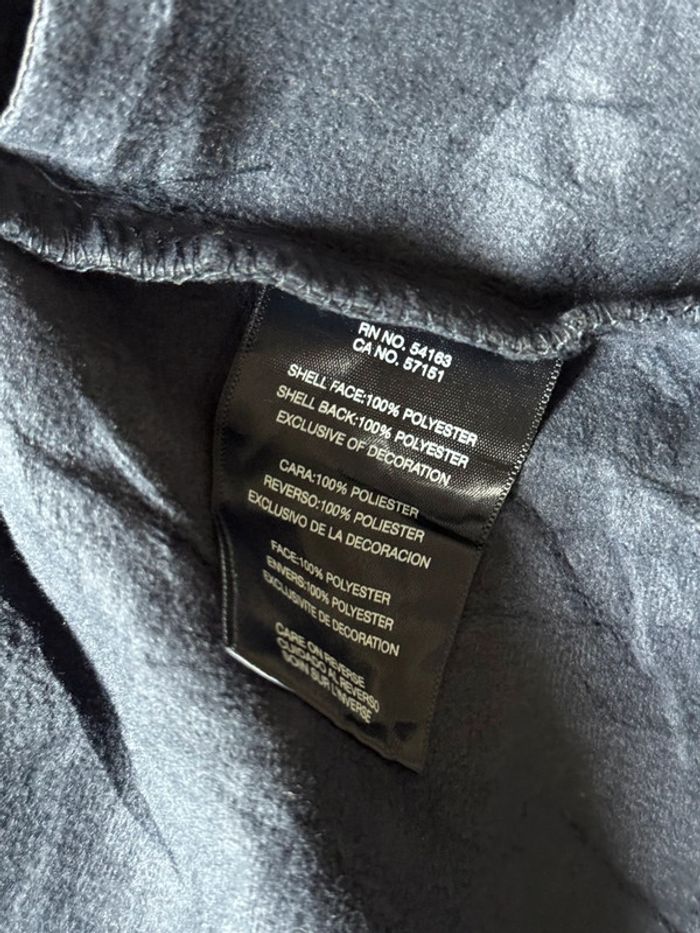 RN NO. 54163
CA NO. 57151
SHELL FACE:100% POLYESTER
SHELL BACK:100% POLYESTER
EXCLUSIVE OF DECORATION
CARA:100% POLIESTER
REVERSO:100% POLIESTER
EXCLUSIVO DE LA DECORACION
FACE:100% POLYESTER
ENVERS:100% POLYESTER
EXCLUSIVITE DE DECORATION
CARE ON REVERSE
CUIDADO AL REVERSO
SOIN SUR L'INVERSE